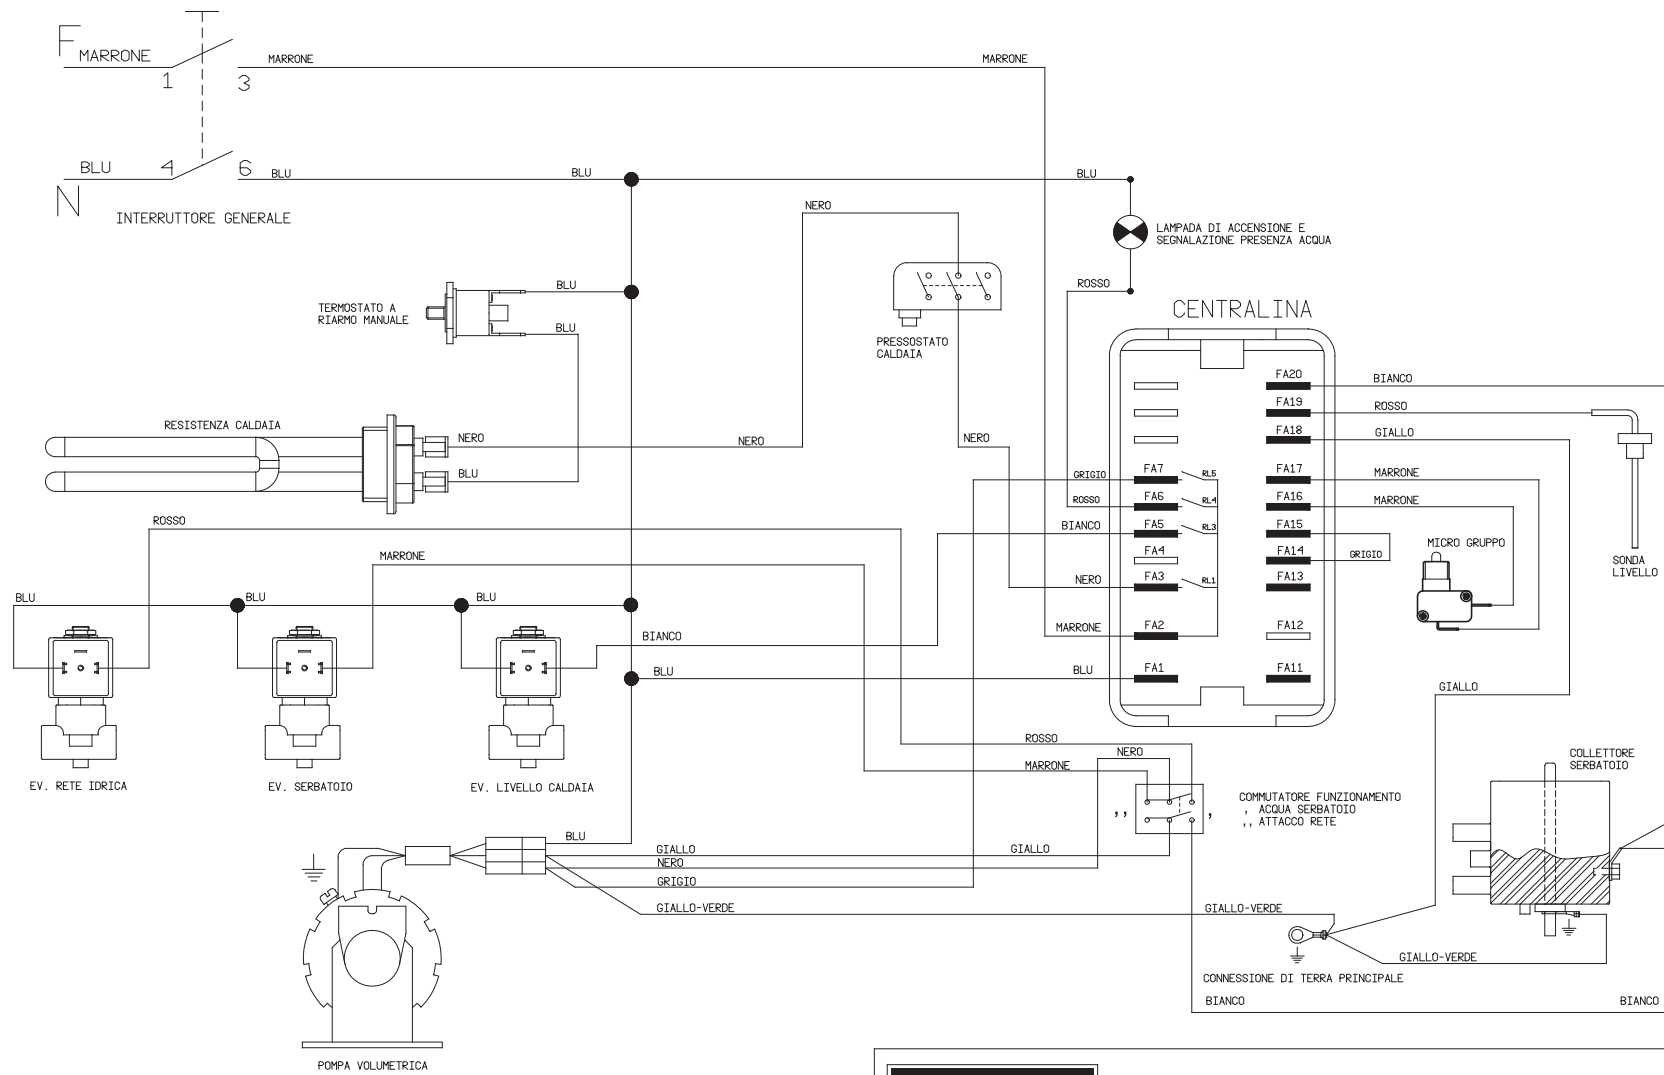 F
MARRONE
1
3
MARRONE
MARRONE
BLU
4
6
BLU
BLU
BLU
N
INTERRUTTORE GENERALE
NERO
LAMPADA DI ACCENSIONE E
SEGNALAZIONE PRESENZA ACQUA
ROSSO
BLU
TERMOSTATO A
RIARMO MANUALE
BLU
PRESSOSTATO
CALDAIA
CENTRALINA
RESISTENZA CALDAIA
NERO
NERO
NERO
BLU
FA20
BIANCO
FA19
ROSSO
FA18
GIALLO
GRIGIO
FA7
RL5
FA17
MARRONE
ROSSO
FA6
RL4
FA16
MARRONE
BIANCO
FA5
RL3
FA15
FA4
FA14
GRIGIO
NERO
FA3
RL1
FA13
MARRONE
FA2
FA12
BLU
FA1
FA11
MICRO GRUPPO
SONDA
LIVELLO
ROSSO
MARRONE
BLU
BLU
BLU
BIANCO
BLU
GIALLO
EV. RETE IDRICA
EV. SERBATOIO
EV. LIVELLO CALDAIA
ROSSO
NERO
MARRONE
COLLETTORE
SERBATOIO
,,
,
COMMUTATORE FUNZIONAMENTO
, ACQUA SERBATOIO
,, ATTACCO RETE
BLU
GIALLO
GIALLO
NERO
GRIGIO
GIALLO-VERDE
GIALLO-VERDE
GIALLO-VERDE
CONNESSIONE DI TERRA PRINCIPALE
BIANCO
BIANCO
POMPA VOLUMETRICA